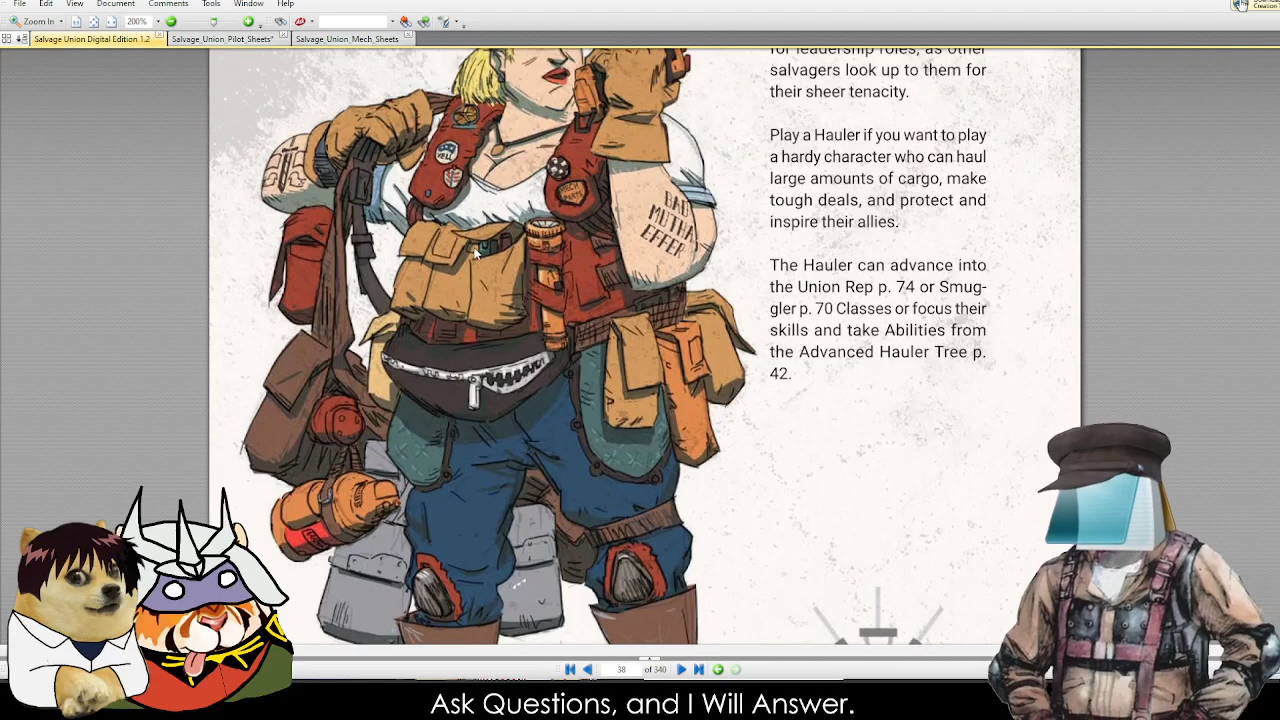 File Edit View Document Comments Tools Window Help
Zoom In 200%
Salvage Union Digital Edition 1.2 Salvage_Union_Pilot_Sheets* Salvage_Union_Mech_Sheets
Creation
for leadership roles, as other
salvagers look up to them for
their sheer tenacity.
Play a Hauler if you want to play
a hardy character who can haul
large amounts of cargo, make
tough deals, and protect and
inspire their allies.
The Hauler can advance into
the Union Rep p. 74 or Smug-
gler p. 70 Classes or focus their
skills and take Abilities from
the Advanced Hauler Tree p.
42.
YELL
BAD
MUTHA
EFFER
38 of 340
Ask Questions, and I Will Answer.